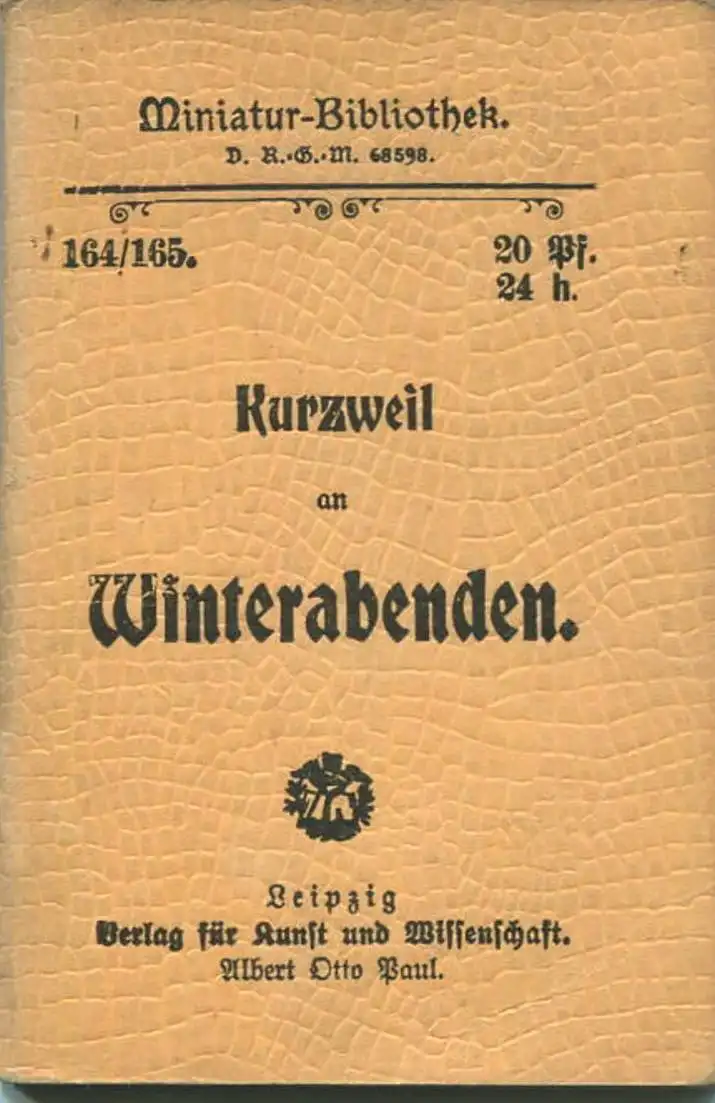 Miniatur-Bibliothek.
D. R.-G.-M. 68598.
164/165. 20 Pf.
24 h.
Kurzweil
an
Winterabenden.
Leipzig
Verlag für Kunst und Wissenschaft.
Albert Otto Paul.